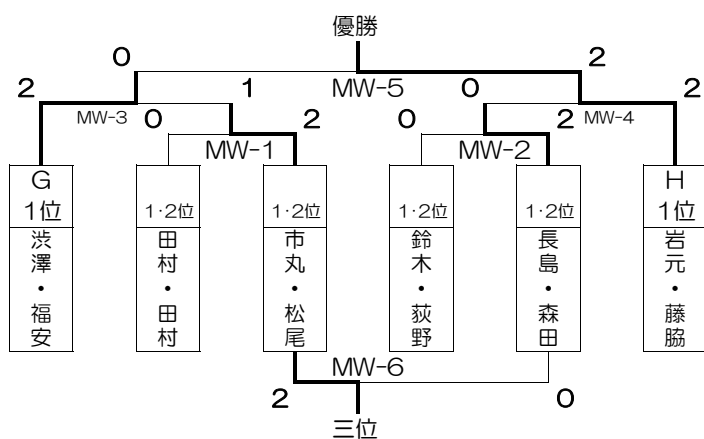 優勝
0
2
2
1
MW-5
0
2
MW-3
0
2
0
2
MW-4
MW-1
MW-2
G
1位
1・2位
1・2位
1・2位
1・2位
H
1位
渋澤・福安
田村・田村
市丸・松尾
鈴木・荻野
長島・森田
岩元・藤脇
MW-6
2
0
三位